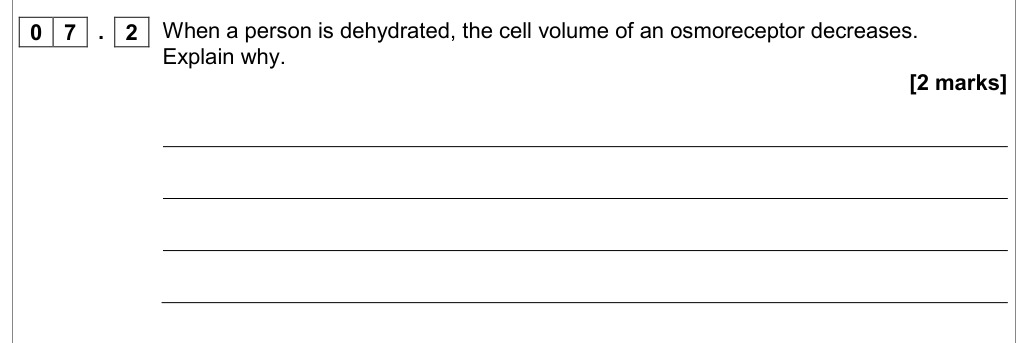 0 7 . 2 When a person is dehydrated, the cell volume of an osmoreceptor decreases.
Explain why.
[2 marks]